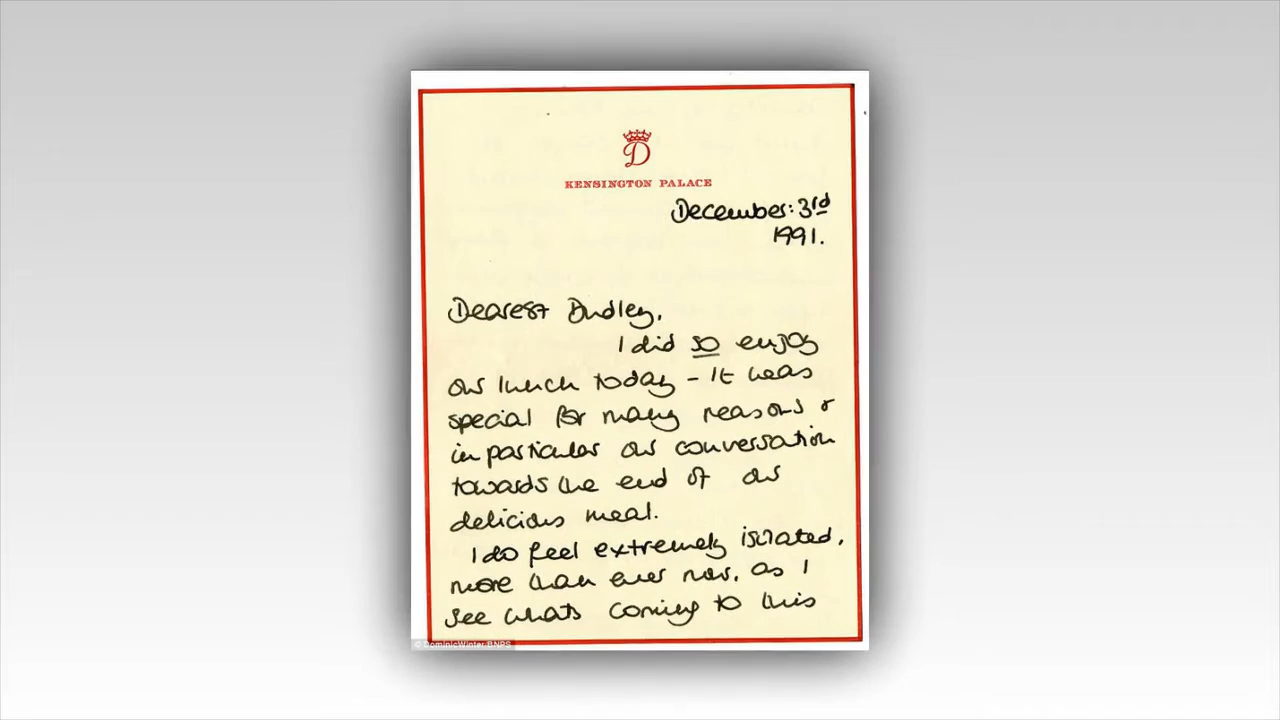 D
KENSINGTON PALACE
December: 3rd
1991.
Dearest Dudley,
I did so enjoy
our lunch today - It was
special for many reasons &
in particular our conversation
towards the end of our
delicious meal.
I do feel extremely isolated,
more than ever now, as I
see whats coming to this
© DominicWinter/BNPS